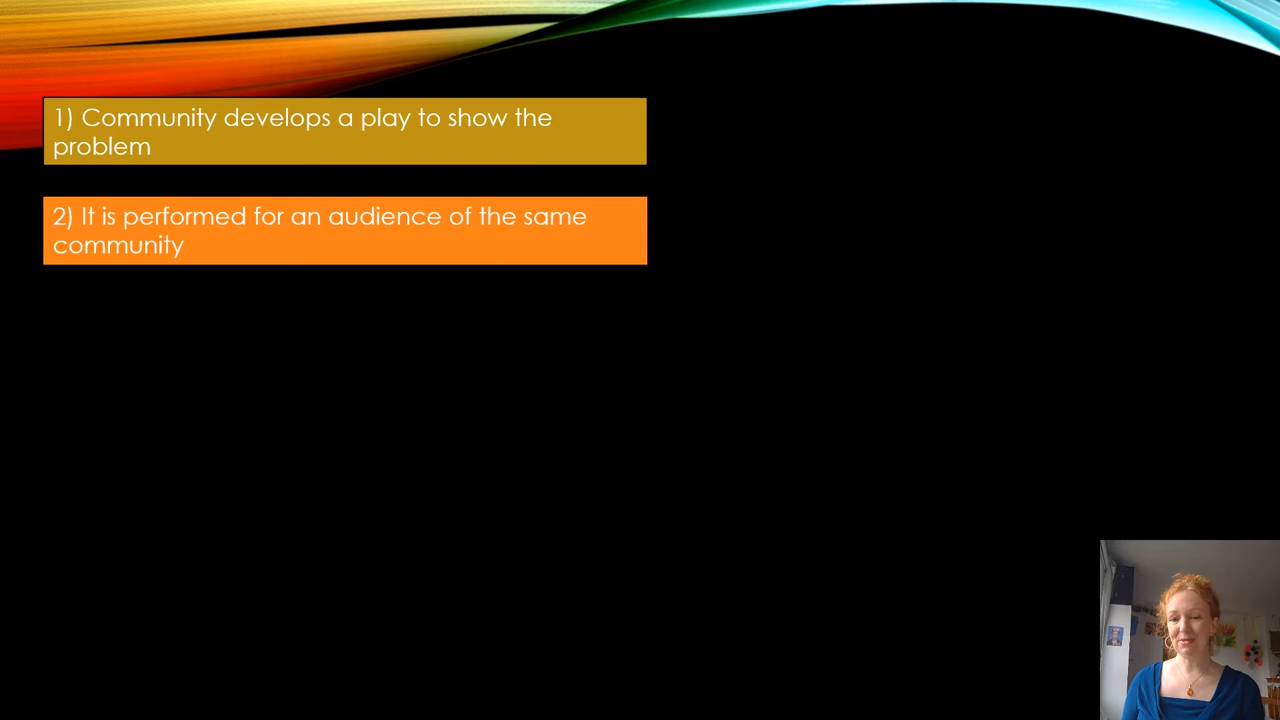 1) Community develops a play to show the
problem
2) It is performed for an audience of the same
community